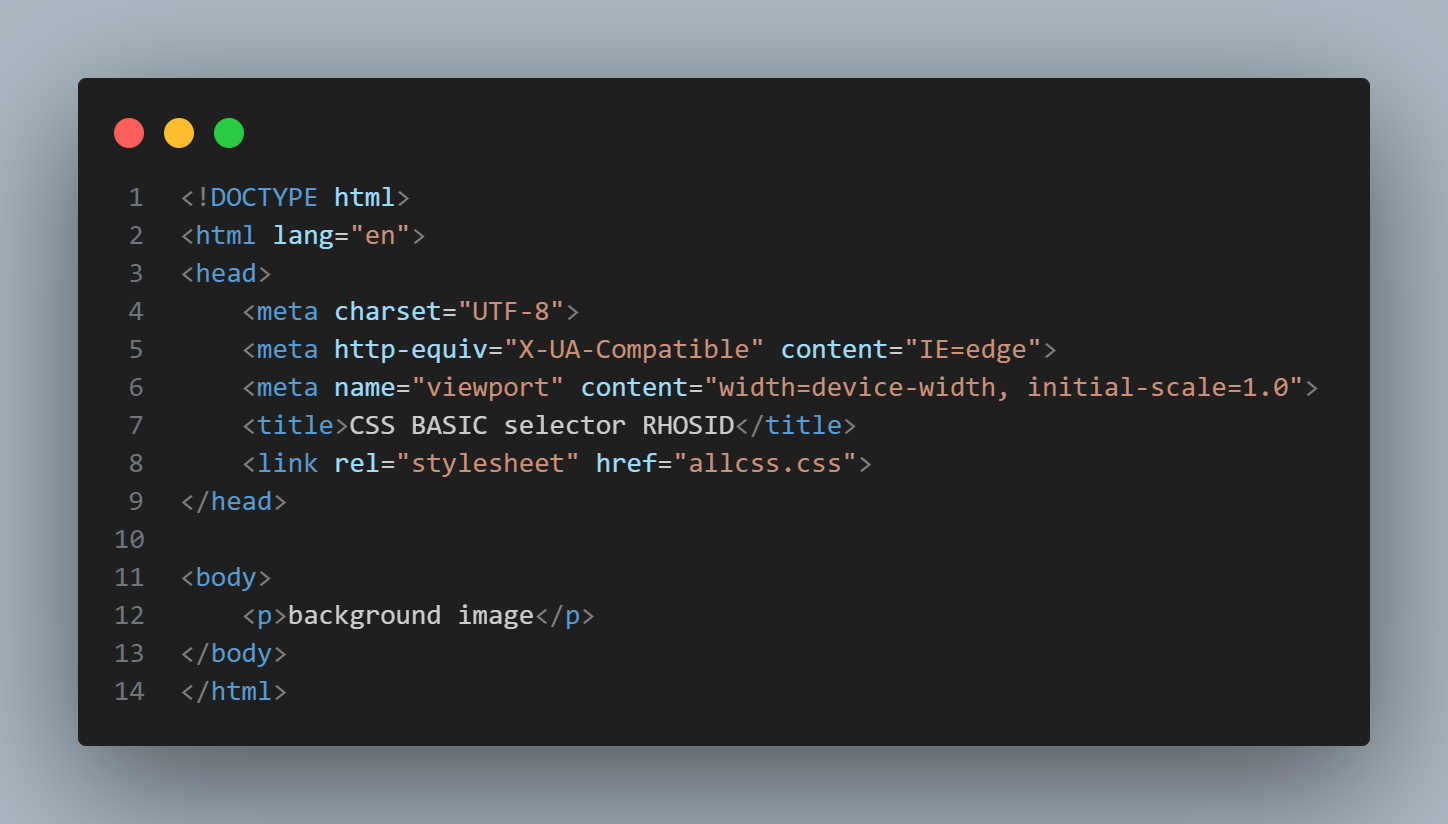 1 <!DOCTYPE html>
2 <html lang="en">
3 <head>
4     <meta charset="UTF-8">
5     <meta http-equiv="X-UA-Compatible" content="IE=edge">
6     <meta name="viewport" content="width=device-width, initial-scale=1.0">
7     <title>CSS BASIC selector RHOSID</title>
8     <link rel="stylesheet" href="allcss.css">
9 </head>
10
11 <body>
12     <p>background image</p>
13 </body>
14 </html>